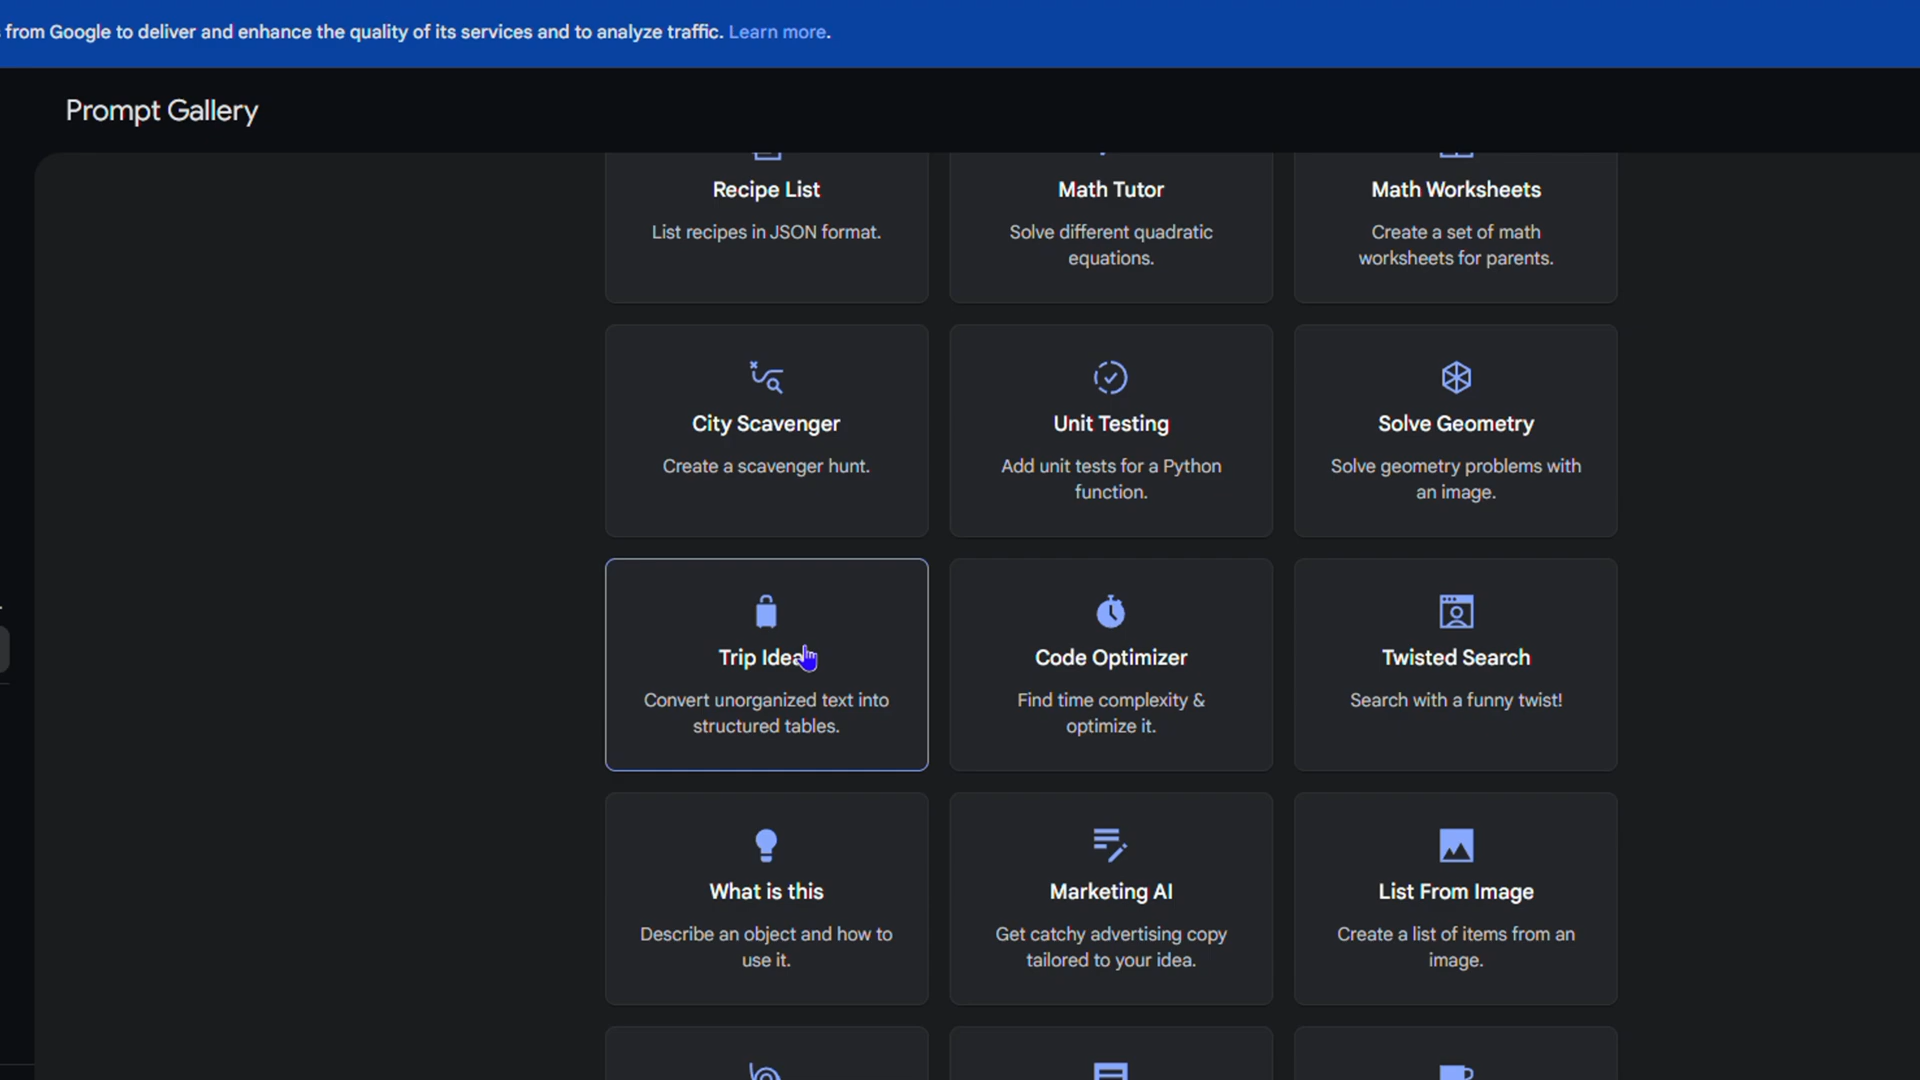 from Google to deliver and enhance the quality of its services and to analyze traffic. Learn more.
Prompt Gallery
Recipe List
List recipes in JSON format.
Math Tutor
Solve different quadratic
equations.
Math Worksheets
Create a set of math
worksheets for parents.
City Scavenger
Create a scavenger hunt.
Unit Testing
Add unit tests for a Python
function.
Solve Geometry
Solve geometry problems with
an image.
Trip Idea
Convert unorganized text into
structured tables.
Code Optimizer
Find time complexity &
optimize it.
Twisted Search
Search with a funny twist!
What is this
Describe an object and how to
use it.
Marketing AI
Get catchy advertising copy
tailored to your idea.
List From Image
Create a list of items from an
image.